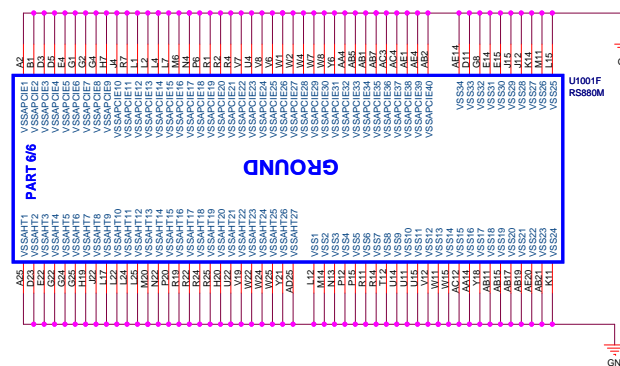 A2
B1
D3
D5
E4
G1
G2
G4
H7
J4
R7
L1
L2
L4
L7
M6
N4
P6
R1
R2
R4
V7
U4
V8
V6
W1
W2
W4
W7
W8
Y6
AA4
AB5
AB1
AB7
AC3
AC4
AE1
AE4
AB2
AE14
D11
G8
E14
E15
J15
J12
K14
M11
L15
U1001F
RS880M
VSSAPCIE1
VSSAPCIE2
VSSAPCIE3
VSSAPCIE4
VSSAPCIE5
VSSAPCIE6
VSSAPCIE7
VSSAPCIE8
VSSAPCIE9
VSSAPCIE10
VSSAPCIE11
VSSAPCIE12
VSSAPCIE13
VSSAPCIE14
VSSAPCIE15
VSSAPCIE16
VSSAPCIE17
VSSAPCIE18
VSSAPCIE19
VSSAPCIE20
VSSAPCIE21
VSSAPCIE22
VSSAPCIE23
VSSAPCIE24
VSSAPCIE25
VSSAPCIE26
VSSAPCIE27
VSSAPCIE28
VSSAPCIE29
VSSAPCIE30
VSSAPCIE31
VSSAPCIE32
VSSAPCIE33
VSSAPCIE34
VSSAPCIE35
VSSAPCIE36
VSSAPCIE37
VSSAPCIE38
VSSAPCIE39
VSSAPCIE40
VSS34
VSS33
VSS32
VSS31
VSS30
VSS29
VSS28
VSS27
VSS26
VSS25
PART 6/6
GROUND
VSSAHT1
VSSAHT2
VSSAHT3
VSSAHT4
VSSAHT5
VSSAHT6
VSSAHT7
VSSAHT8
VSSAHT9
VSSAHT10
VSSAHT11
VSSAHT12
VSSAHT13
VSSAHT14
VSSAHT15
VSSAHT16
VSSAHT17
VSSAHT18
VSSAHT19
VSSAHT20
VSSAHT21
VSSAHT22
VSSAHT23
VSSAHT24
VSSAHT25
VSSAHT26
VSSAHT27
VSS1
VSS2
VSS3
VSS4
VSS5
VSS6
VSS7
VSS8
VSS9
VSS10
VSS11
VSS12
VSS13
VSS14
VSS15
VSS16
VSS17
VSS18
VSS19
VSS20
VSS21
VSS22
VSS23
VSS24
A25
D23
E22
G22
G24
G25
H19
J22
L17
L22
L24
L25
M20
N22
P20
R19
R22
R24
R25
H20
U22
V19
W22
W24
W25
Y21
AD25
L12
M14
N13
P12
P15
R11
R14
T12
U14
U11
U15
V12
W11
W15
AC12
AA14
Y18
AB11
AB15
AB17
AB19
AE20
AB21
K11
GN